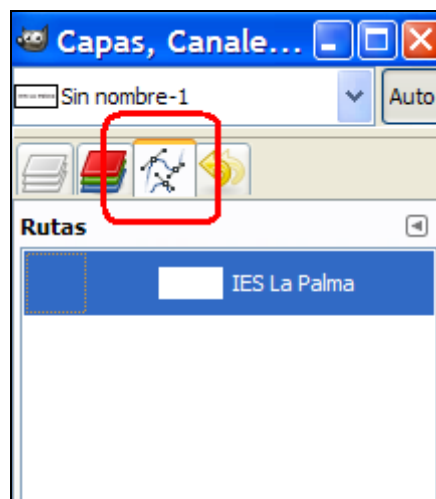 Capas, Canale...
Sin nombre-1
Auto
Rutas
IES La Palma